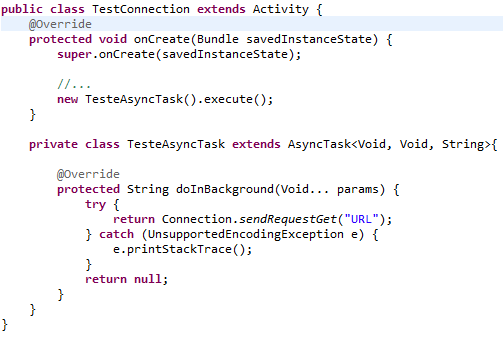 public class TestConnection extends Activity {
    @Override
    protected void onCreate(Bundle savedInstanceState) {
        super.onCreate(savedInstanceState);

        //...
        new TesteAsyncTask().execute();
    }

    private class TesteAsyncTask extends AsyncTask<Void, Void, String>{

        @Override
        protected String doInBackground(Void... params) {
            try {
                return Connection.sendRequestGet("URL");
            } catch (UnsupportedEncodingException e) {
                e.printStackTrace();
            }
            return null;
        }
    }
}